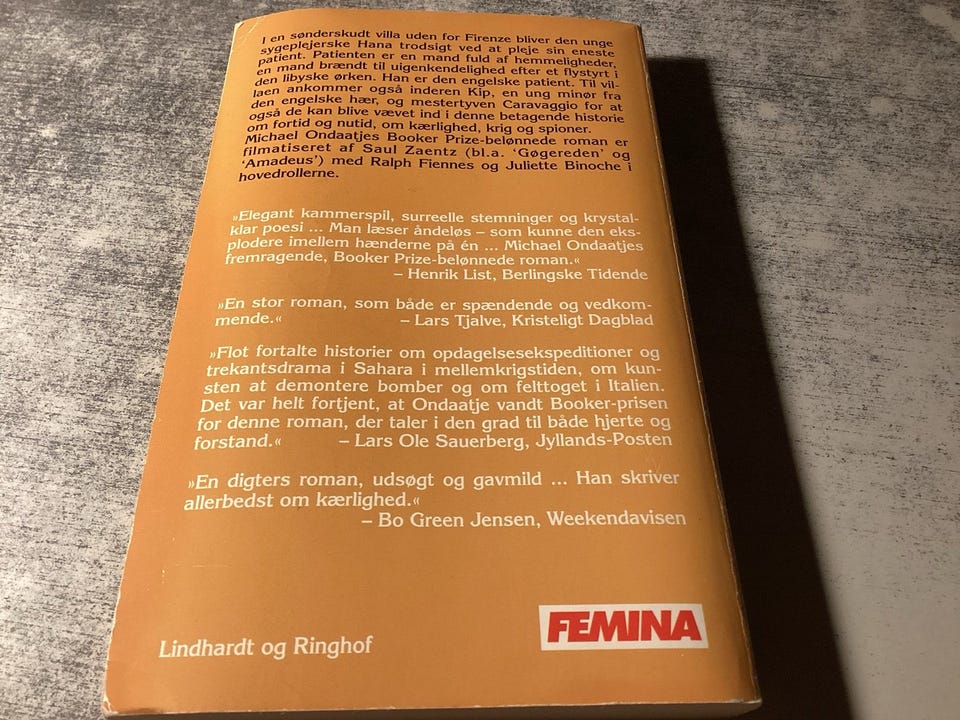 I en sønderskudt villa uden for Firenze bliver den unge
sygeplejerske Hana trodsigt ved at pleje sin eneste
patient. Patienten er en mand fuld af hemmeligheder,
en mand brændt til uigenkendelighed efter et flystyrt i
den libyske ørken. Han er den engelske patient. Til vil-
laen ankommer også inderen Kip, en ung minør fra
den engelske hær, og mestertyven Caravaggio for at
også de kan blive vævet ind i denne betagende historie
om fortid og nutid, om kærlighed, krig og spioner.
Michael Ondaatjes Booker Prize-belønnede roman er
filmatiseret af Saul Zaentz (bl.a. ‘Gøgereden’ og
‘Amadeus’) med Ralph Fiennes og Juliette Binoche i
hovedrollerne.
»Elegant kammerspil, surreelle stemninger og krystal-
klar poesi ... Man læser åndeløs – som kunne den eks-
plodere imellem hænderne på én ... Michael Ondaatjes
fremragende, Booker Prize-belønnede roman.«
– Henrik List, Berlingske Tidende
»En stor roman, som både er spændende og vedkom-
mende.« – Lars Tjalve, Kristeligt Dagblad
»Flot fortalte historier om opdagelsesekspeditioner og
trekantsdrama i Sahara i mellemkrigstiden, om kun-
sten at demontere bomber og om felttoget i Italien.
Det var helt fortjent, at Ondaatje vandt Booker-prisen
for denne roman, der taler i den grad til både hjerte og
forstand.« – Lars Ole Sauerberg, Jyllands-Posten
»En digters roman, udsøgt og gavmild ... Han skriver
allerbedst om kærlighed.«
– Bo Green Jensen, Weekendavisen
Lindhardt og Ringhof
FEMINA